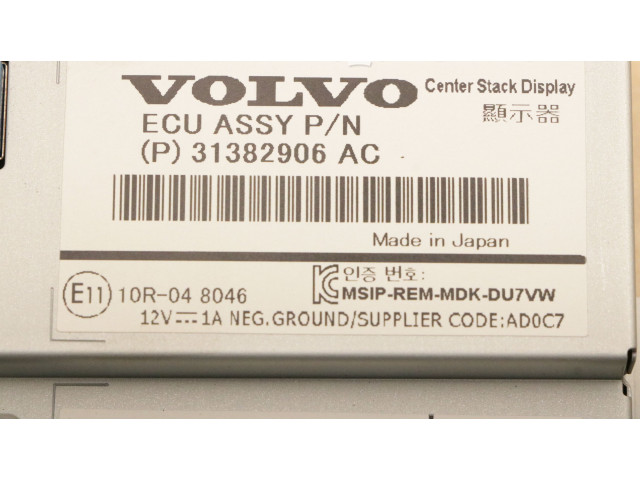 VOLVO Center Stack Display
ECU ASSY P/N 顯示器
(P) 31382906 AC
Made in Japan
E11 10R-04 8046
인증 번호:
MSIP-REM-MDK-DU7VW
12V⎓1A NEG.GROUND/SUPPLIER CODE:AD0C7